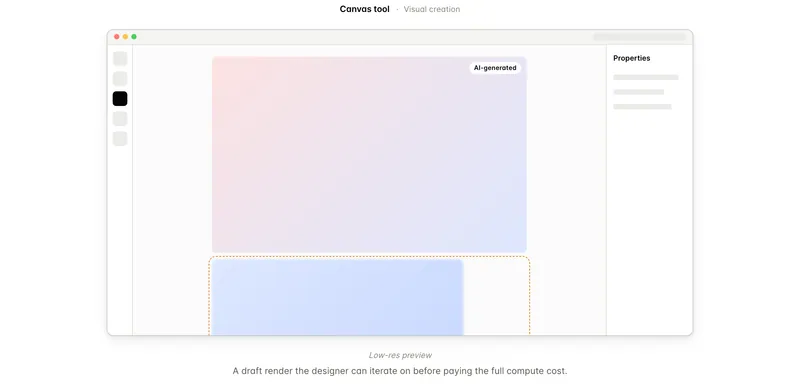 Canvas tool · Visual creation
AI-generated
Properties
Low-res preview
A draft render the designer can iterate on before paying the full compute cost.